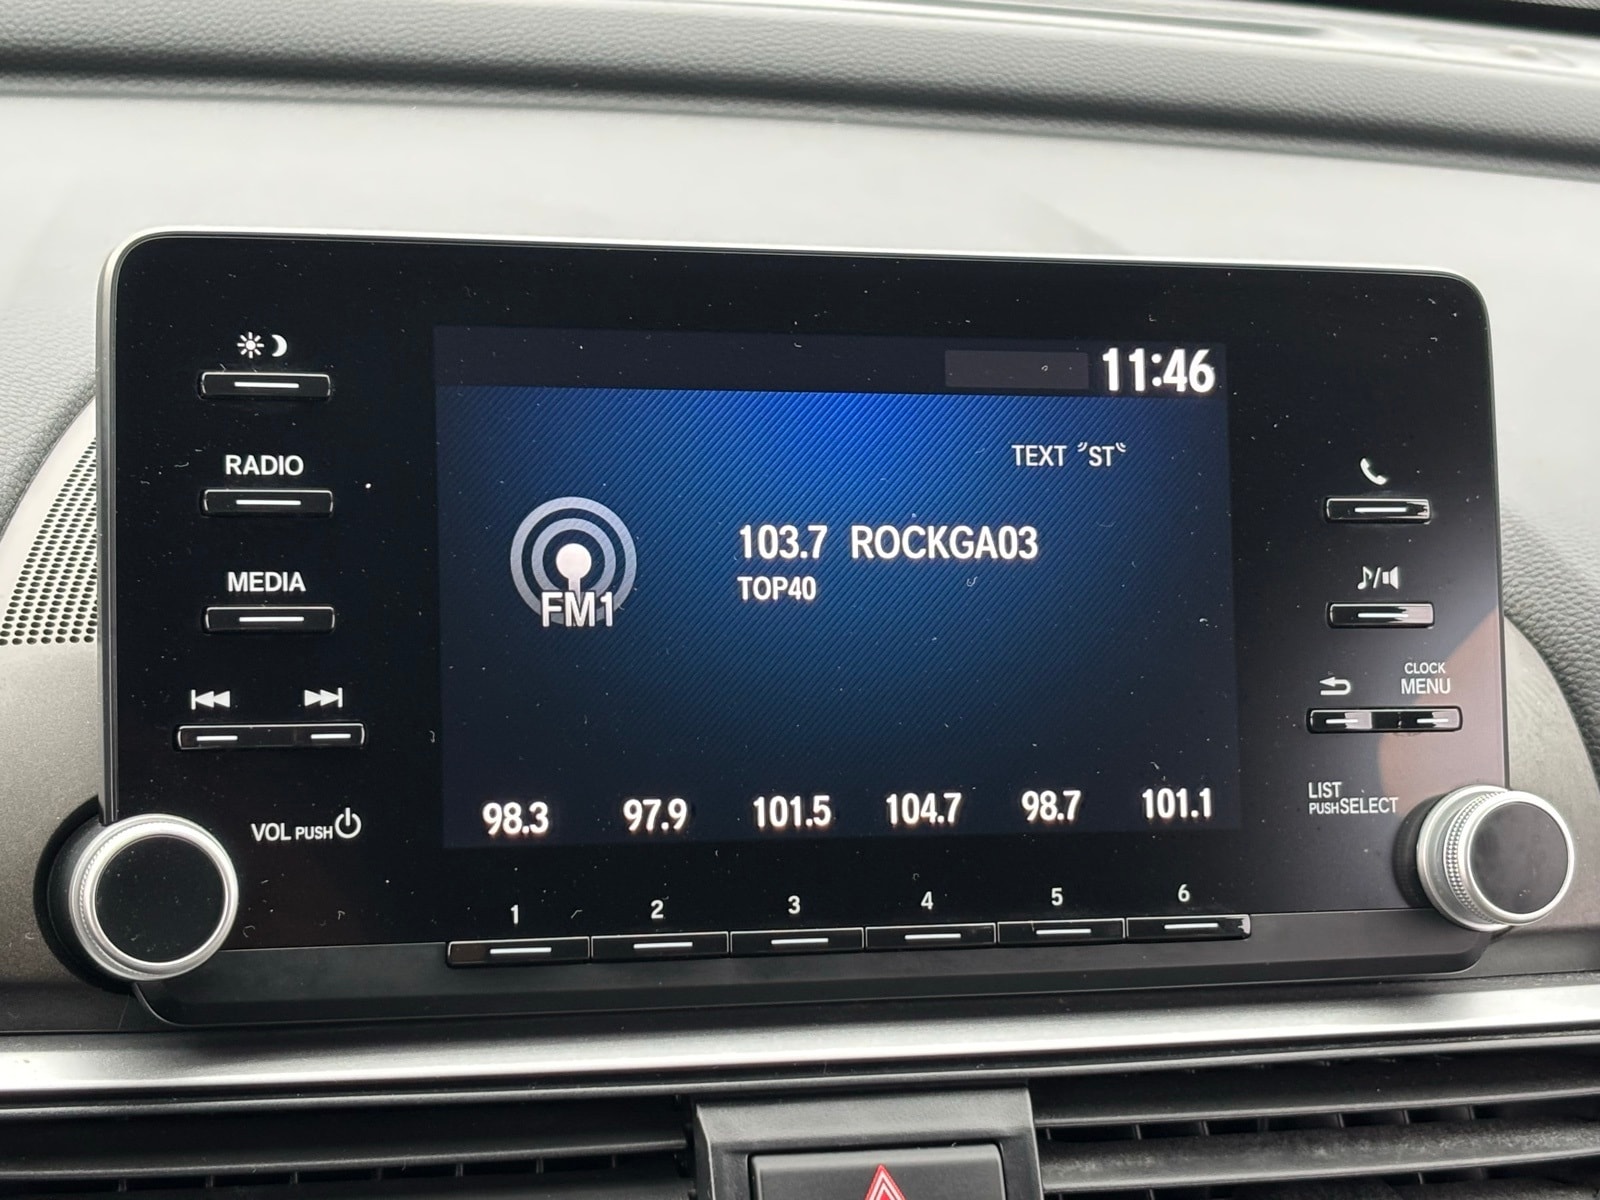 11:46
RADIO
TEXT "ST"
CLOCK
MENU
MEDIA
FM1
103.7 ROCKGA03
TOP40
98.3 97.9 101.5 104.7 98.7 101.1
VOL PUSH
LIST
PUSH SELECT
1 2 3 4 5 6